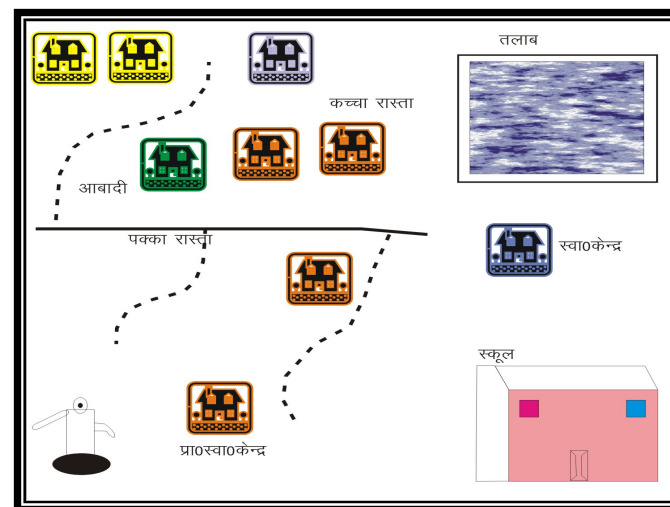 तलाब
कच्चा रास्ता
आबादी
पक्का रास्ता
स्वा0केन्द्र
स्कूल
प्रा0स्वा0केन्द्र